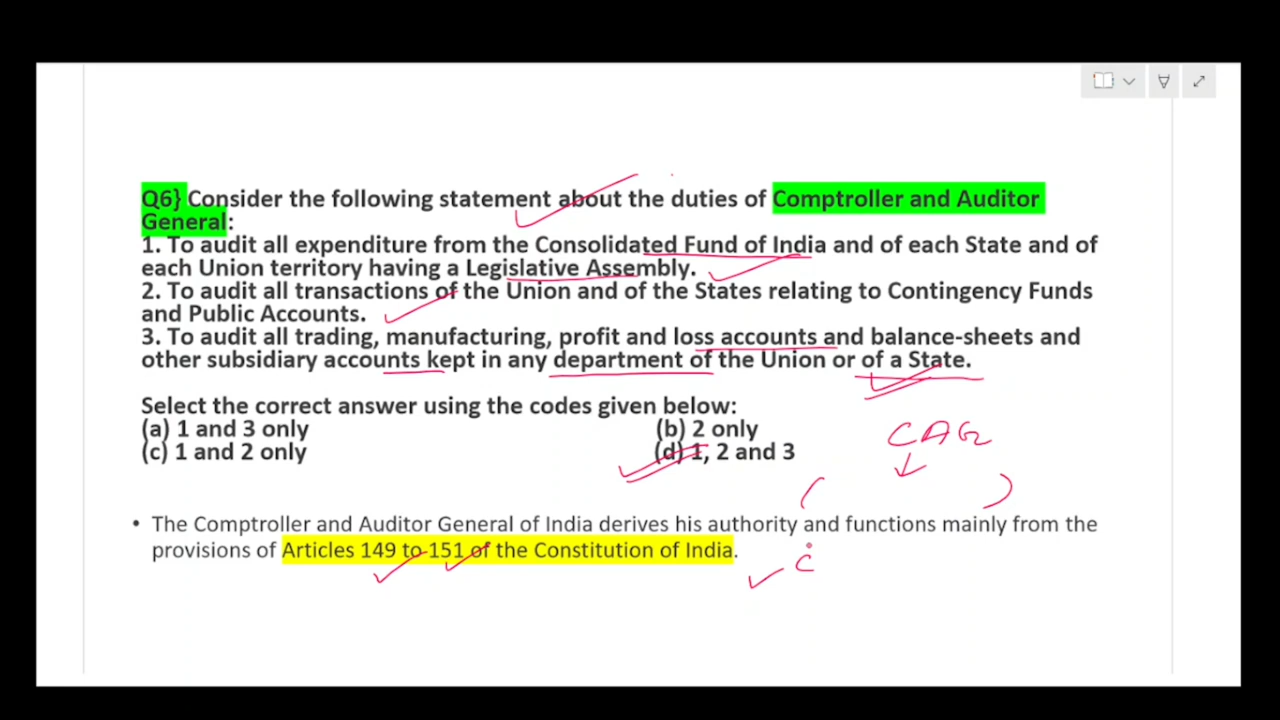 Q6} Consider the following statement about the duties of Comptroller and Auditor
General:
1. To audit all expenditure from the Consolidated Fund of India and of each State and of
each Union territory having a Legislative Assembly.
2. To audit all transactions of the Union and of the States relating to Contingency Funds
and Public Accounts.
3. To audit all trading, manufacturing, profit and loss accounts and balance-sheets and
other subsidiary accounts kept in any department of the Union or of a State.
Select the correct answer using the codes given below:
(a) 1 and 3 only (b) 2 only
(c) 1 and 2 only (d) 1, 2 and 3
CAG
• The Comptroller and Auditor General of India derives his authority and functions mainly from the
provisions of Articles 149 to 151 of the Constitution of India.